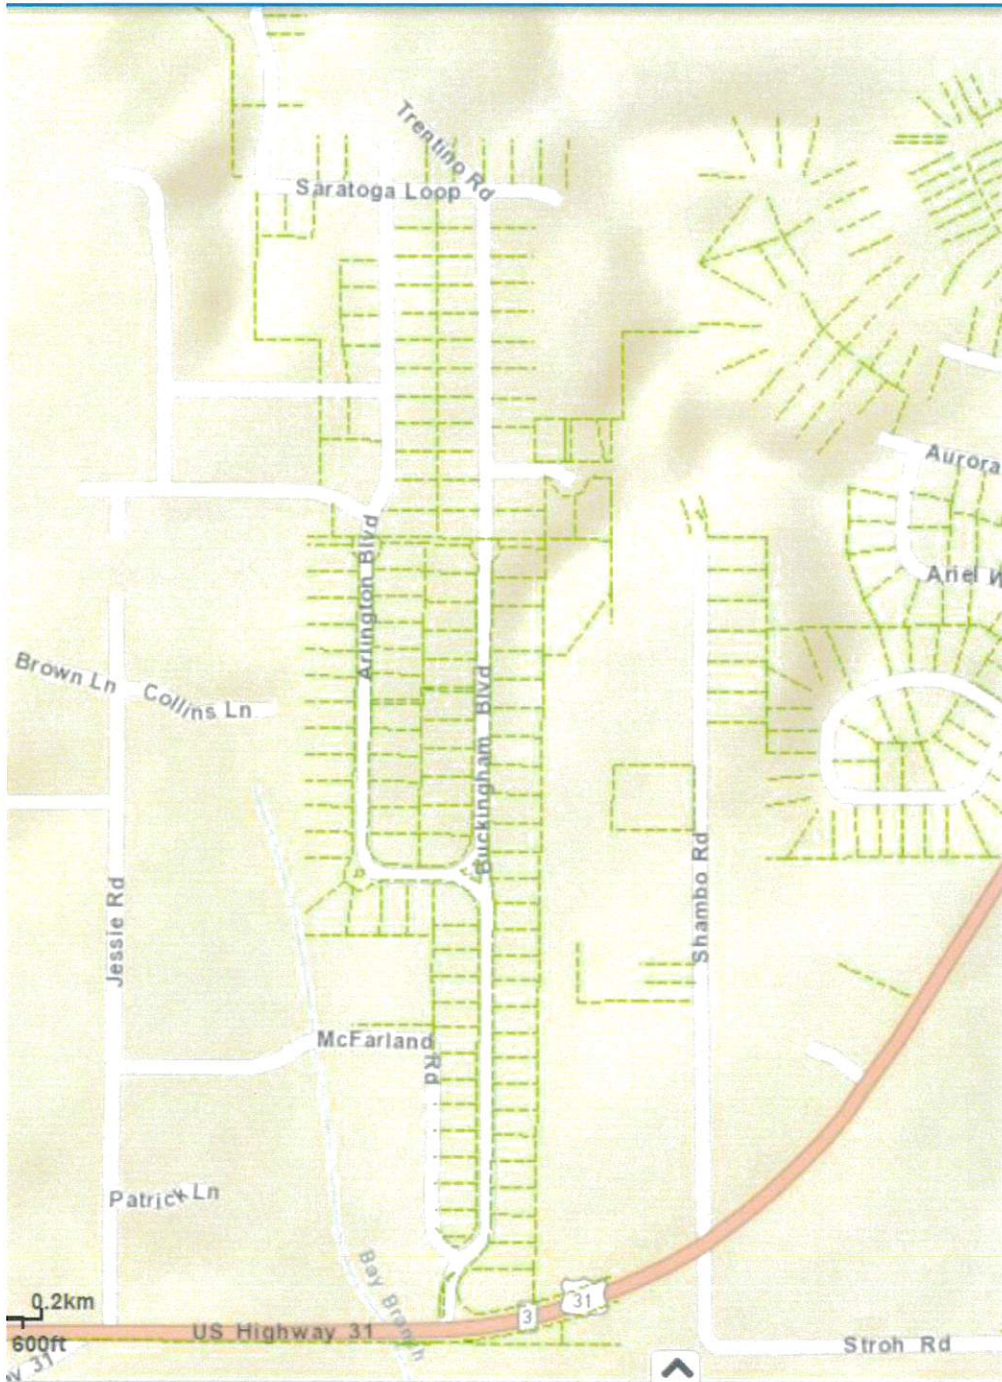 Trentino Rd
Saratoga Loop
Aurora
Arlington Blvd
Ariel W
Buckingham Blvd
Brown Ln
Collins Ln
Shambo Rd
Jessie Rd
McFarland Rd
Patrick Ln
Bay Branch
0.2km
600ft
US Highway 31
3
31
Stroh Rd
31